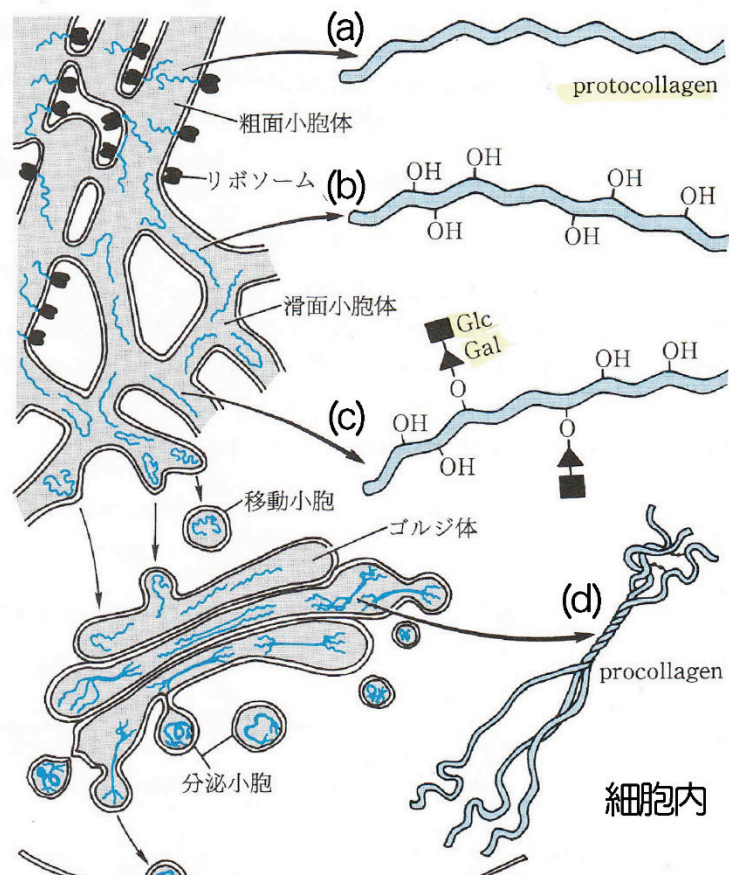 (a)
protocollagen
粗面小胞体
リボソーム
(b)
OH
OH
OH
OH
OH
OH
OH
滑面小胞体
Glc
Gal
O
OH
OH
(c)
OH
OH
O
移動小胞
ゴルジ体
(d)
procollagen
分泌小胞
細胞内